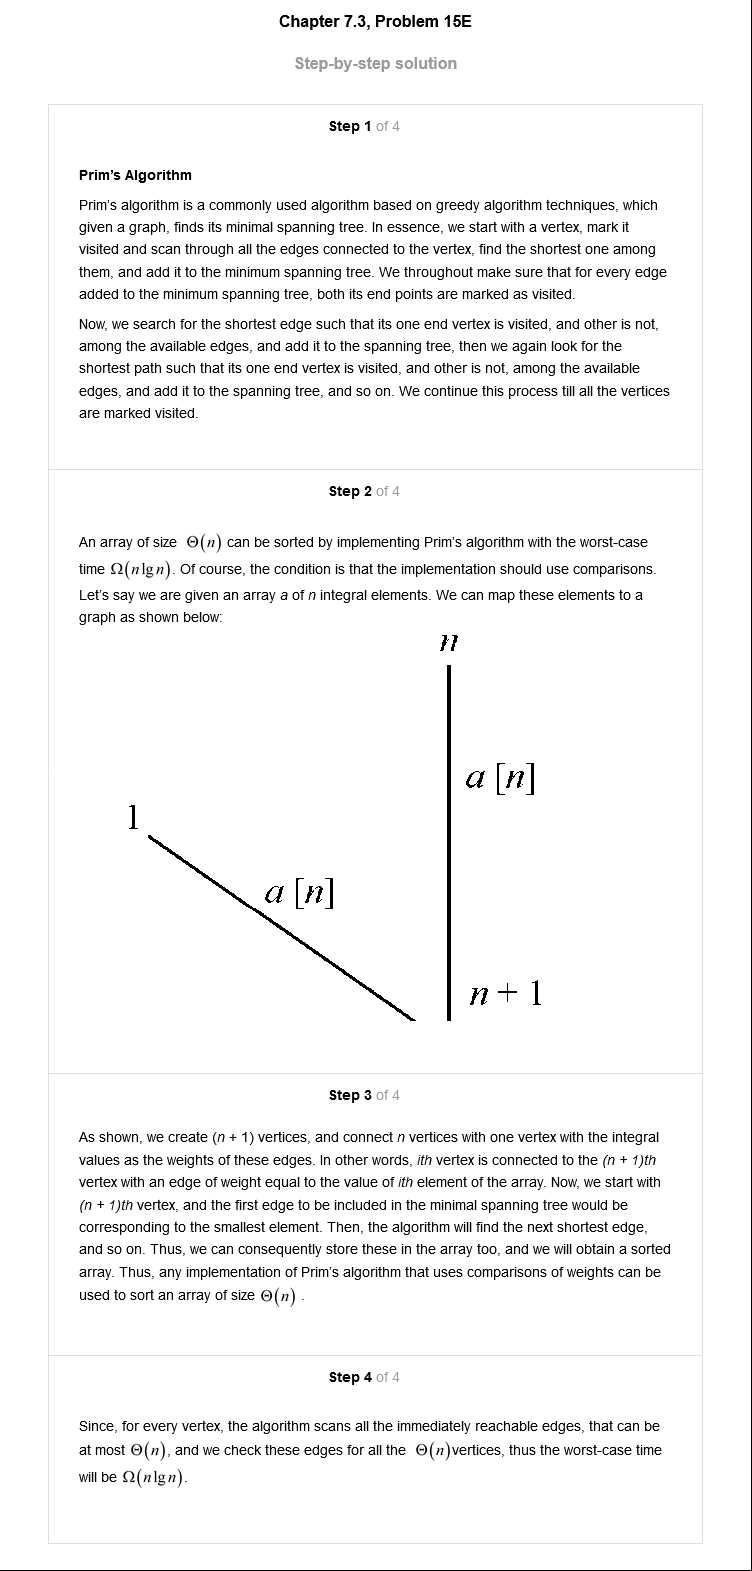 Chapter 7.3, Problem 15E
Step-by-step solution
Step 1 of 4
Prim's Algorithm
Prim's algorithm is a commonly used algorithm based on greedy algorithm techniques, which
given a graph, finds its minimal spanning tree. In essence, we start with a vertex, mark it
visited and scan through all the edges connected to the vertex, find the shortest one among
them, and add it to the minimum spanning tree. We throughout make sure that for every edge
added to the minimum spanning tree, both its end points are marked as visited.
Now, we search for the shortest edge such that its one end vertex is visited, and other is not,
among the available edges, and add it to the spanning tree, then we again look for the
shortest path such that its one end vertex is visited, and other is not, among the available
edges, and add it to the spanning tree, and so on. We continue this process till all the vertices
are marked visited.
Step 2 of 4
An array of size Θ(n) can be sorted by implementing Prim's algorithm with the worst-case
time Ω(n lg n). Of course, the condition is that the implementation should use comparisons.
Let's say we are given an array a of n integral elements. We can map these elements to a
graph as shown below:
n
a [n]
1
a [n]
n + 1
Step 3 of 4
As shown, we create (n + 1) vertices, and connect n vertices with one vertex with the integral
values as the weights of these edges. In other words, ith vertex is connected to the (n + 1)th
vertex with an edge of weight equal to the value of ith element of the array. Now, we start with
(n + 1)th vertex, and the first edge to be included in the minimal spanning tree would be
corresponding to the smallest element. Then, the algorithm will find the next shortest edge,
and so on. Thus, we can consequently store these in the array too, and we will obtain a sorted
array. Thus, any implementation of Prim's algorithm that uses comparisons of weights can be
used to sort an array of size Θ(n) .
Step 4 of 4
Since, for every vertex, the algorithm scans all the immediately reachable edges, that can be
at most Θ(n), and we check these edges for all the Θ(n)vertices, thus the worst-case time
will be Ω(n lg n).